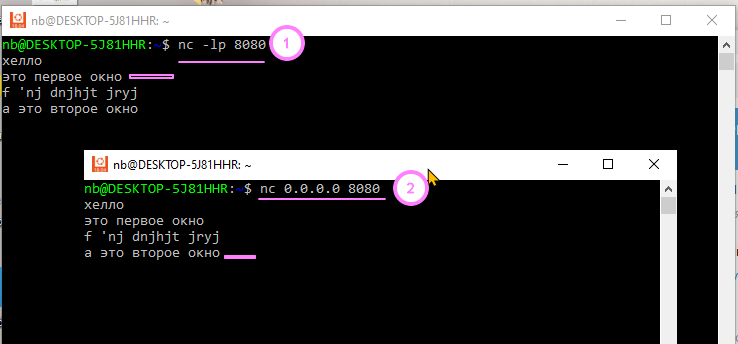 nb@DESKTOP-5J81HHR: ~
nb@DESKTOP-5J81HHR:~$ nc -lp 8080
1
хелло
это первое окно
f 'nj dnjhjt jryj
а это второе окно
nb@DESKTOP-5J81HHR: ~
nb@DESKTOP-5J81HHR:~$ nc 0.0.0.0 8080
2
хелло
это первое окно
f 'nj dnjhjt jryj
а это второе окно